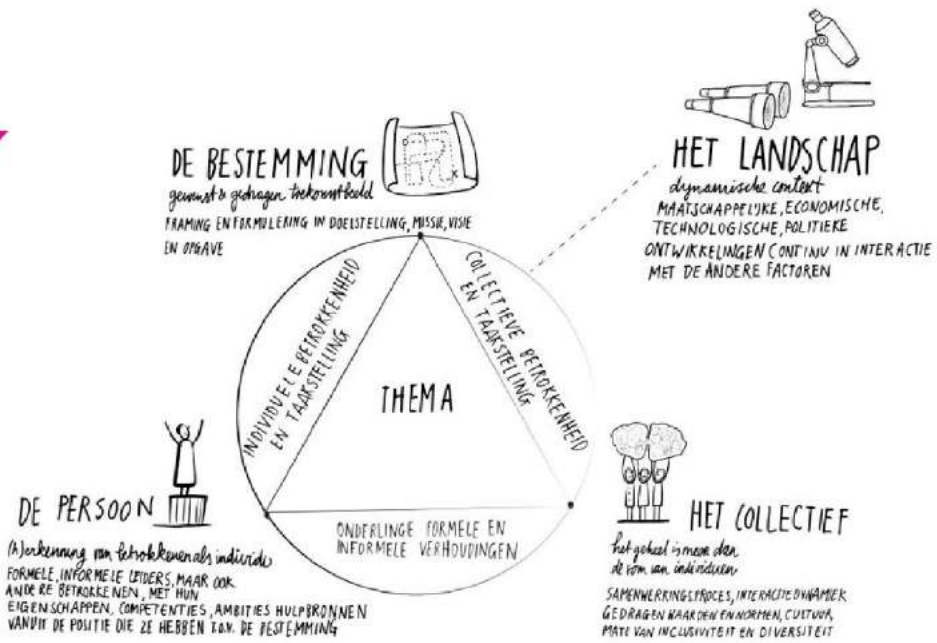 DE BESTEMMING
gewenst & gedragen toekomstbeeld
FRAMING EN FORMULERING IN DOELSTELLING, MISSIE, VISIE
EN OPGAVE
HET LANDSCHAP
dynamische context
MAATSCHAPPELIJKE, ECONOMISCHE,
TECHNOLOGISCHE, POLITIEKE
ONTWIKKELINGEN CONTINU IN INTERACTIE
MET DE ANDERE FACTOREN
INDIVIDUELE BETROKKENHEID
EN TAAKSTELLING
COLLECTIEVE BETROKKENHEID
EN TAAKSTELLING
THEMA
ONDERLINGE FORMELE EN
INFORMELE VERHOUDINGEN
DE PERSOON
(h)erkenning van betrokkenen als individu
FORMELE, INFORMELE LEIDERS, MAAR OOK
ANDERE BETROKKENEN, MET HUN
EIGENSCHAPPEN, COMPETENTIES, AMBITIES HULPBRONNEN
VANUIT DE POSITIE DIE ZE HEBBEN T.O.V. DE BESTEMMING
HET COLLECTIEF
het geheel is meer dan
de som van individuen
SAMENWERKINGSPROCES, INTERACTIEDYNAMIEK
GEDRAGEN WAARDEN EN NORMEN, CULTUUR,
MATE VAN INCLUSIVITEIT EN DIVERSITEIT